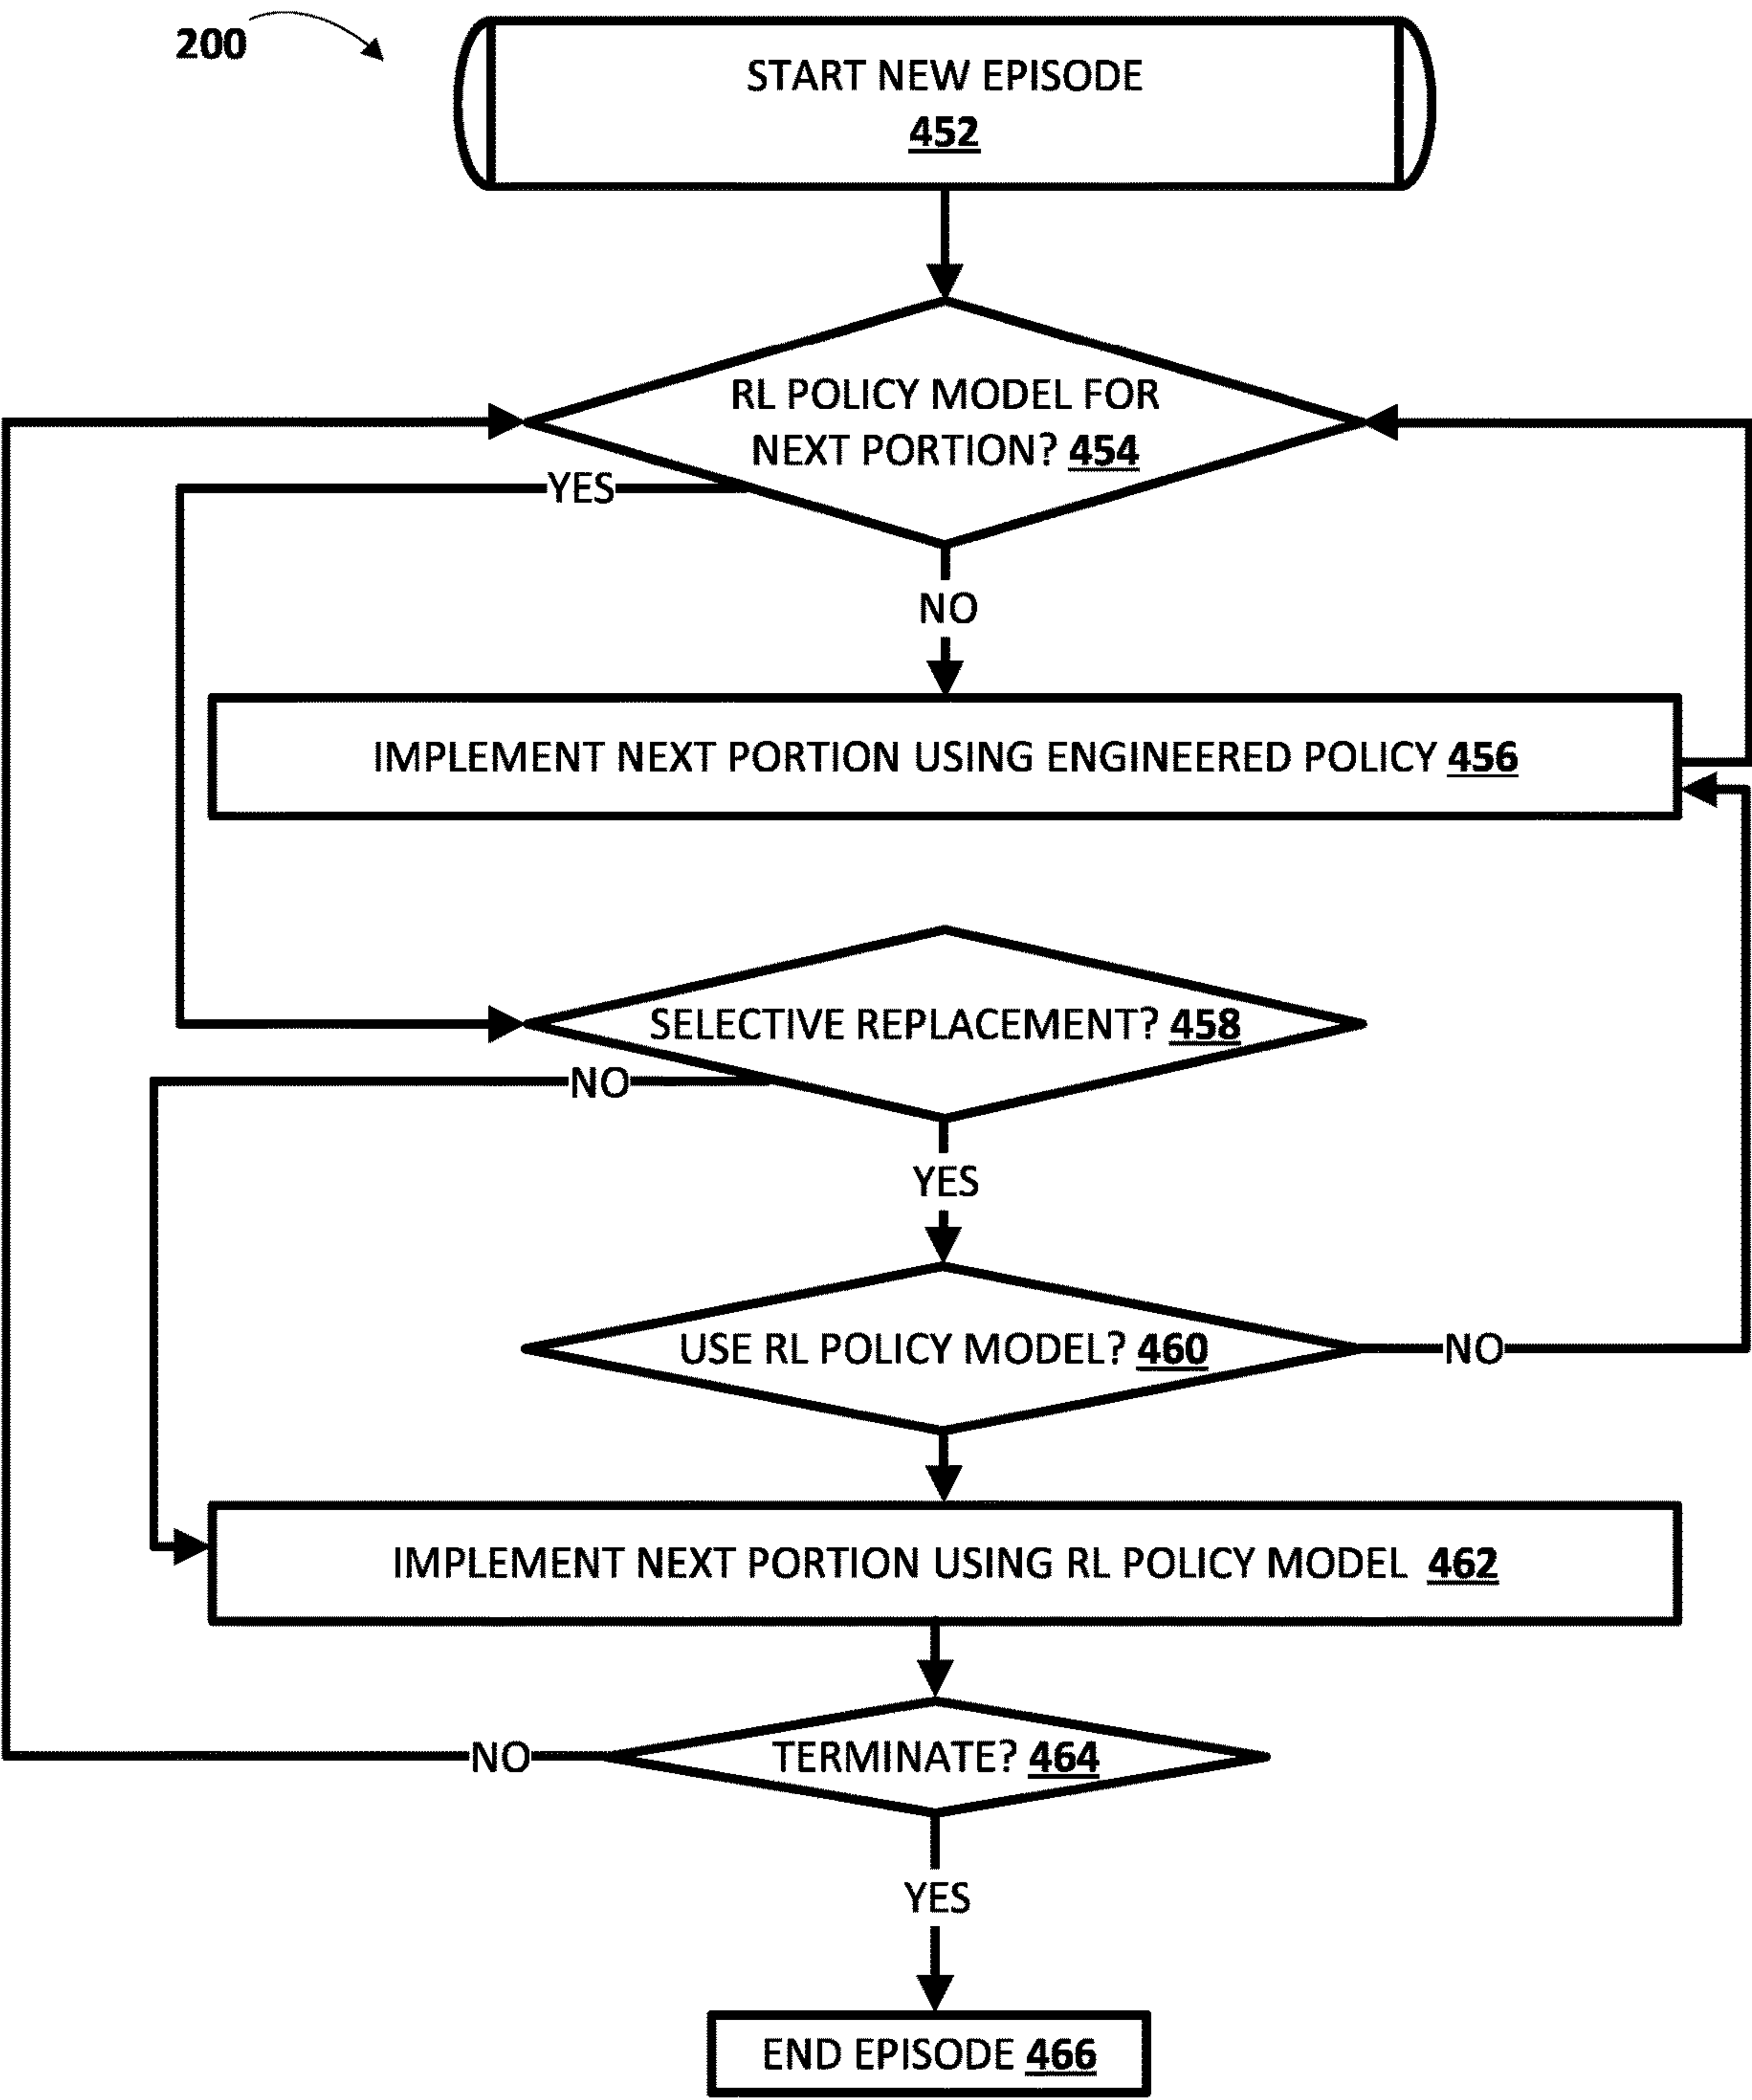 200
START NEW EPISODE
452
RL POLICY MODEL FOR
NEXT PORTION? 454
YES
NO
IMPLEMENT NEXT PORTION USING ENGINEERED POLICY 456
SELECTIVE REPLACEMENT? 458
NO
YES
USE RL POLICY MODEL? 460
NO
IMPLEMENT NEXT PORTION USING RL POLICY MODEL 462
TERMINATE? 464
NO
YES
END EPISODE 466